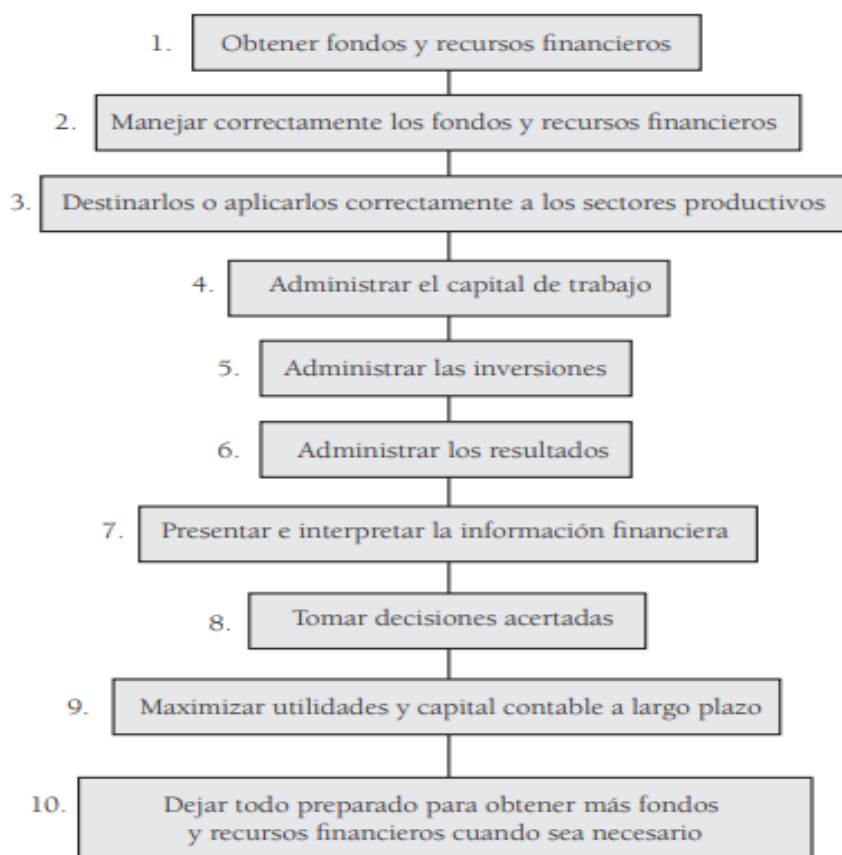 1. Obtener fondos y recursos financieros
2. Manejar correctamente los fondos y recursos financieros
3. Destinarlos o aplicarlos correctamente a los sectores productivos
4. Administrar el capital de trabajo
5. Administrar las inversiones
6. Administrar los resultados
7. Presentar e interpretar la información financiera
8. Tomar decisiones acertadas
9. Maximizar utilidades y capital contable a largo plazo
10. Dejar todo preparado para obtener más fondos
y recursos financieros cuando sea necesario